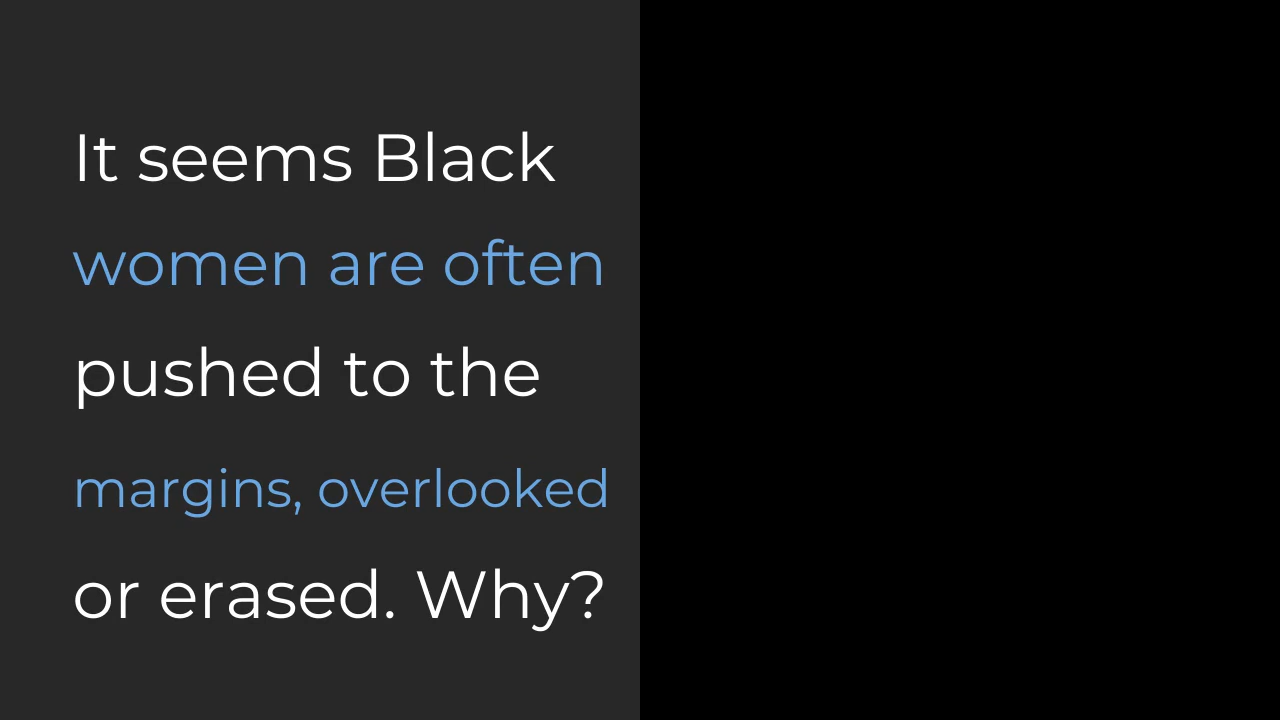 It seems Black
women are often
pushed to the
margins, overlooked
or erased. Why?